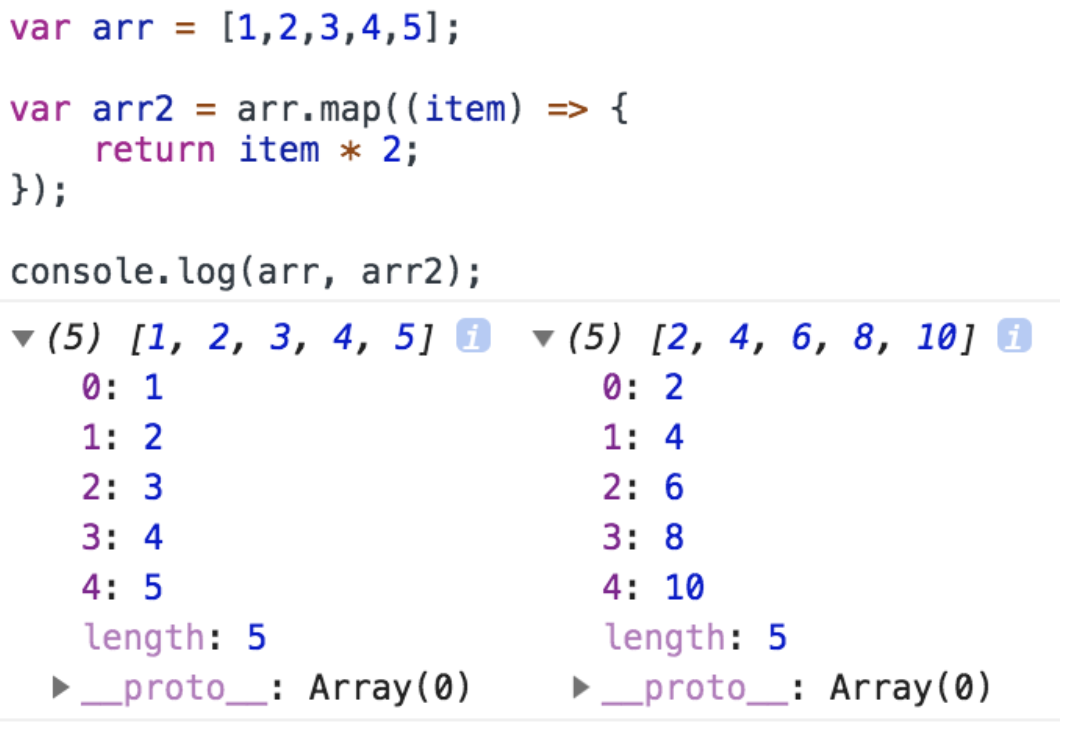 var arr = [1,2,3,4,5];
var arr2 = arr.map((item) => {
    return item * 2;
});
console.log(arr, arr2);
▼ (5) [1, 2, 3, 4, 5] i ▼ (5) [2, 4, 6, 8, 10] i
0: 1 0: 2
1: 2 1: 4
2: 3 2: 6
3: 4 3: 8
4: 5 4: 10
length: 5 length: 5
▶ __proto__: Array(0) ▶ __proto__: Array(0)